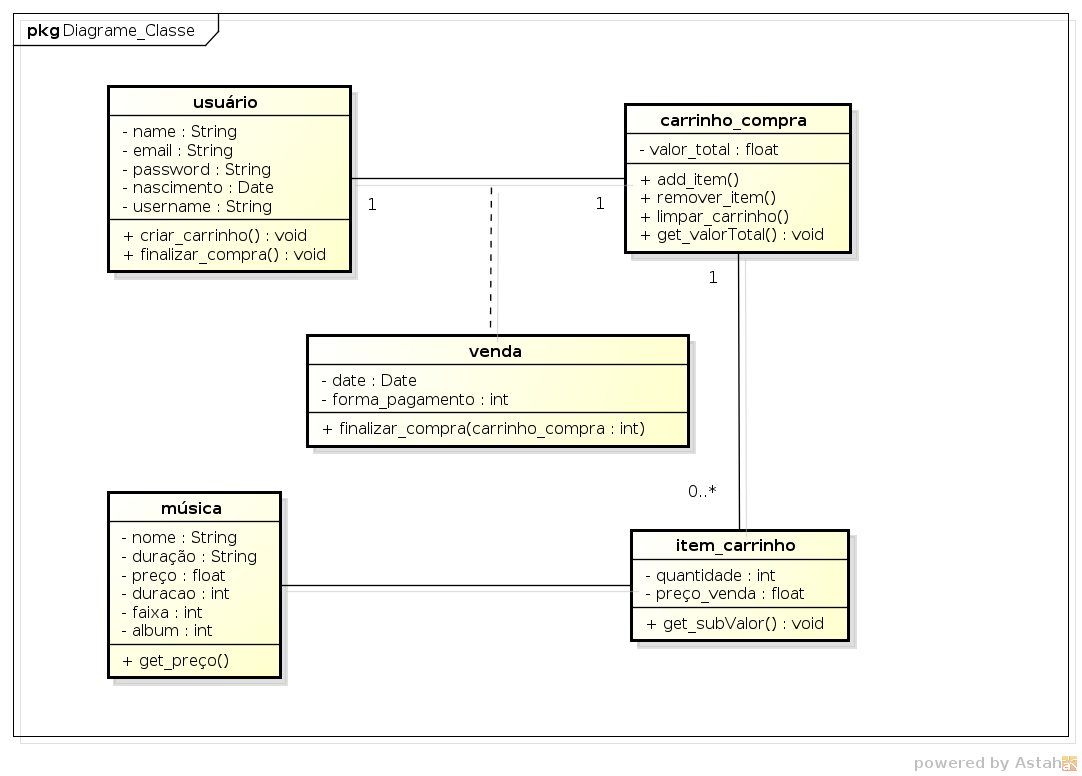 pkg Diagrame_Classe
usuário
- name : String
- email : String
- password : String
- nascimento : Date
- username : String
+ criar_carrinho() : void
+ finalizar_compra() : void
carrinho_compra
- valor_total : float
+ add_item()
+ remover_item()
+ limpar_carrinho()
+ get_valorTotal() : void
1
1
1
venda
- date : Date
- forma_pagamento : int
+ finalizar_compra(carrinho_compra : int)
0..*
música
- nome : String
- duração : String
- preço : float
- duracao : int
- faixa : int
- album : int
+ get_preço()
item_carrinho
- quantidade : int
- preço_venda : float
+ get_subValor() : void
powered by Astah